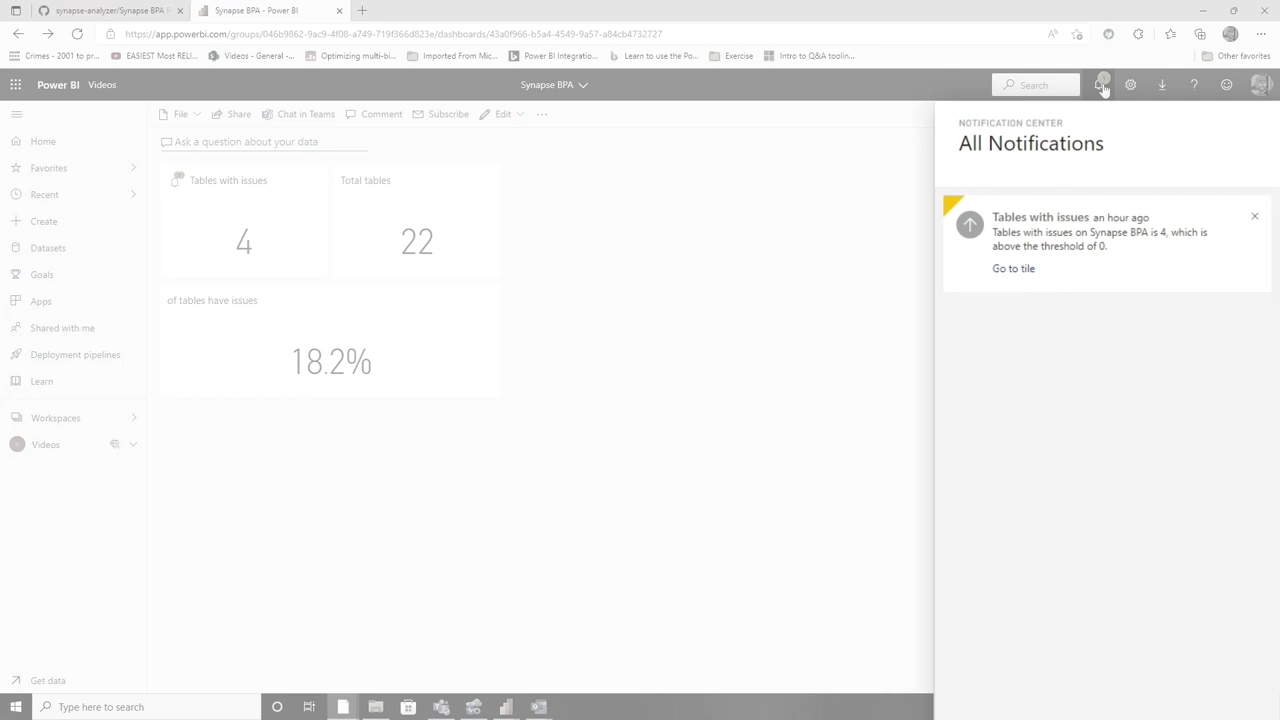 synapse-analyzer/Synapse BPA R
Synapse BPA - Power BI
https://app.powerbi.com/groups/046b9862-9ac9-4f08-a749-719f366d823e/dashboards/43a0f966-b5a4-4549-9a57-a84cb4732727
Crimes - 2001 to pr...
EASIEST Most RELI...
Videos - General -...
Optimizing multi-bl...
Imported From Mic...
Power BI Integratio...
Learn to use the Po...
Exercise
Intro to Q&A toolin...
Other favorites
Power BI
Videos
Synapse BPA
Search
File
Share
Chat in Teams
Comment
Subscribe
Edit
Ask a question about your data
Home
Favorites
Recent
Create
Datasets
Goals
Apps
Shared with me
Deployment pipelines
Learn
Workspaces
Videos
Get data
Tables with issues
4
Total tables
22
of tables have issues
18.2%
NOTIFICATION CENTER
All Notifications
Tables with issues an hour ago
Tables with issues on Synapse BPA is 4, which is
above the threshold of 0.
Go to tile
Type here to search